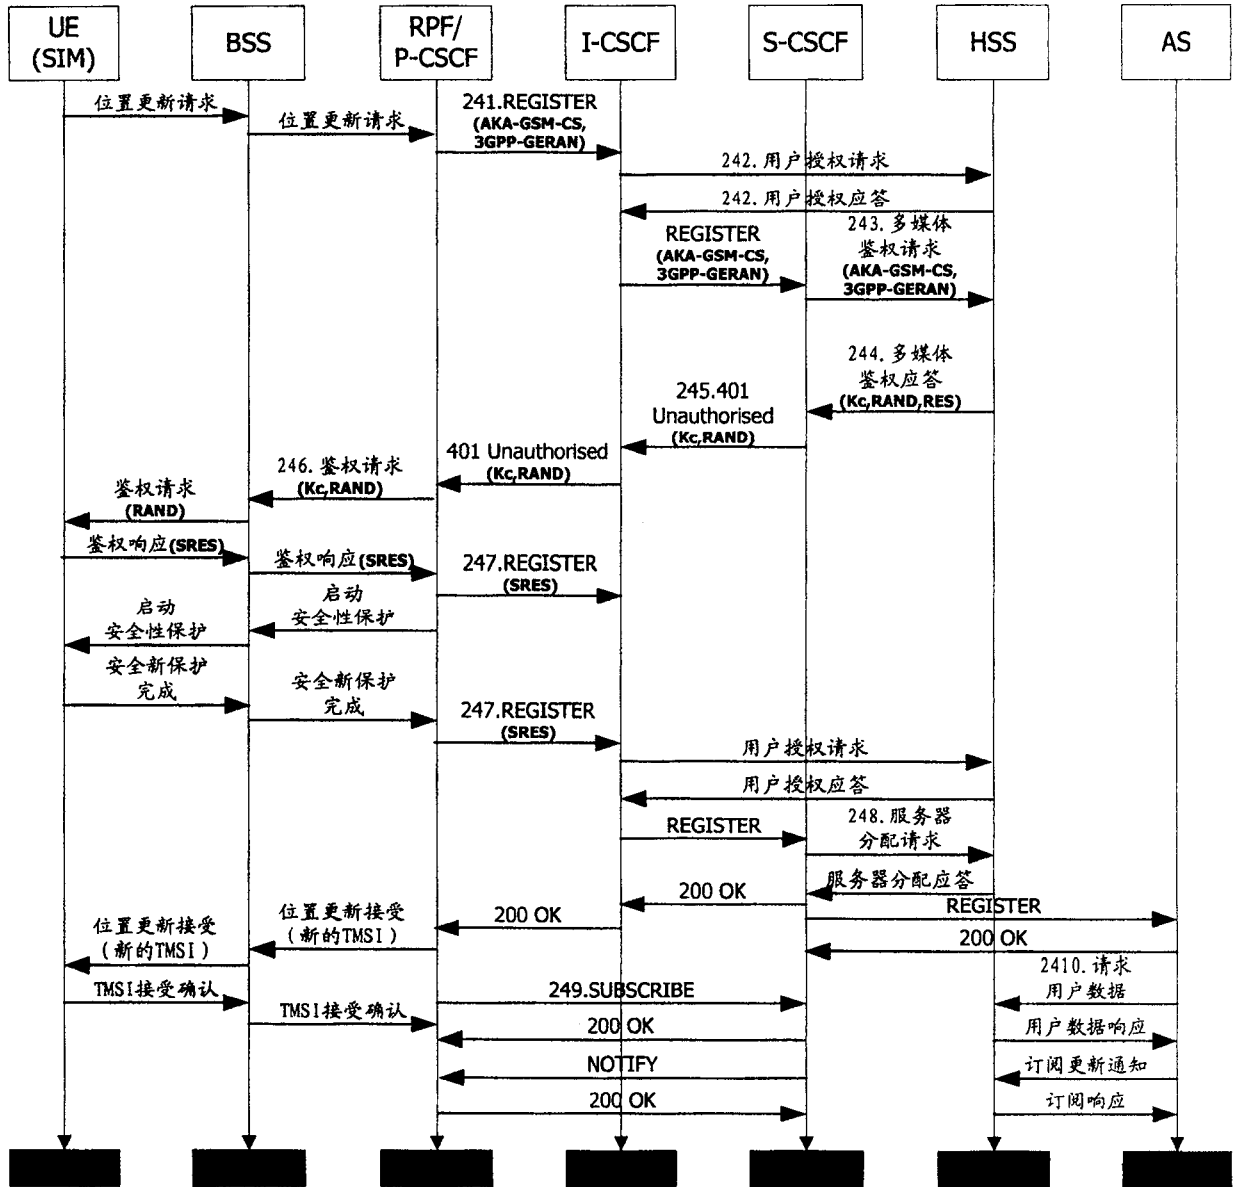 UE
(SIM)
BSS
RPF/
P-CSCF
I-CSCF
S-CSCF
HSS
AS
位置更新请求
位置更新请求
241.REGISTER
(AKA-GSM-CS,
3GPP-GERAN)
242.用户授权请求
242.用户授权应答
REGISTER
(AKA-GSM-CS,
3GPP-GERAN)
243.多媒体
鉴权请求
(AKA-GSM-CS,
3GPP-GERAN)
244.多媒体
鉴权应答
(Kc,RAND,RES)
245.401
Unauthorised
(Kc,RAND)
401 Unauthorised
(Kc,RAND)
246.鉴权请求
(Kc,RAND)
鉴权请求
(RAND)
鉴权响应(SRES)
鉴权响应(SRES)
247.REGISTER
(SRES)
启动
安全性保护
启动
安全性保护
安全新保护
完成
安全新保护
完成
247.REGISTER
(SRES)
用户授权请求
用户授权应答
REGISTER
248.服务器
分配请求
服务器分配应答
200 OK
REGISTER
200 OK
位置更新接受
(新的TMSI)
位置更新接受
(新的TMSI)
200 OK
2410.请求
用户数据
TMSI接受确认
249.SUBSCRIBE
TMSI接受确认
200 OK
用户数据响应
NOTIFY
订阅更新通知
200 OK
订阅响应